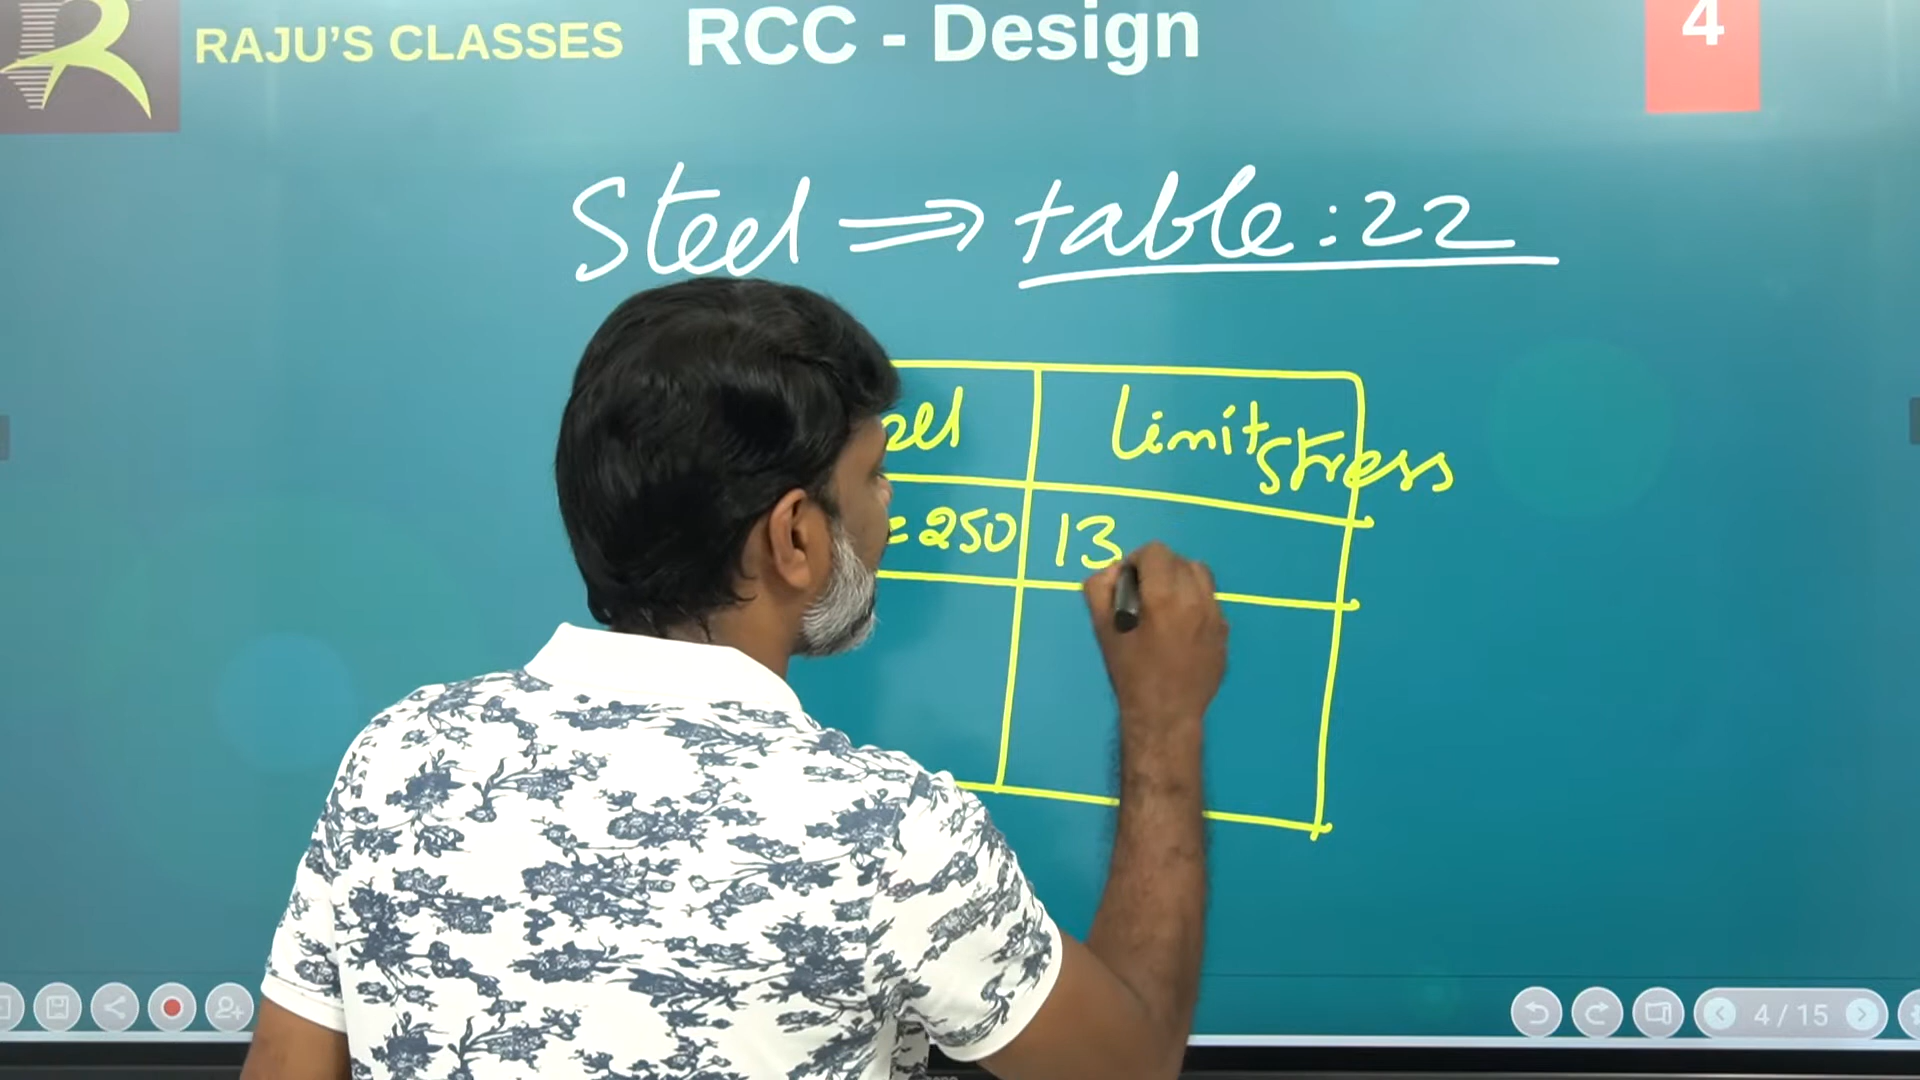 RAJU'S CLASSES
RCC - Design
4
Steel ⇒ table:22
Limit stress
= 250
13
4 / 15